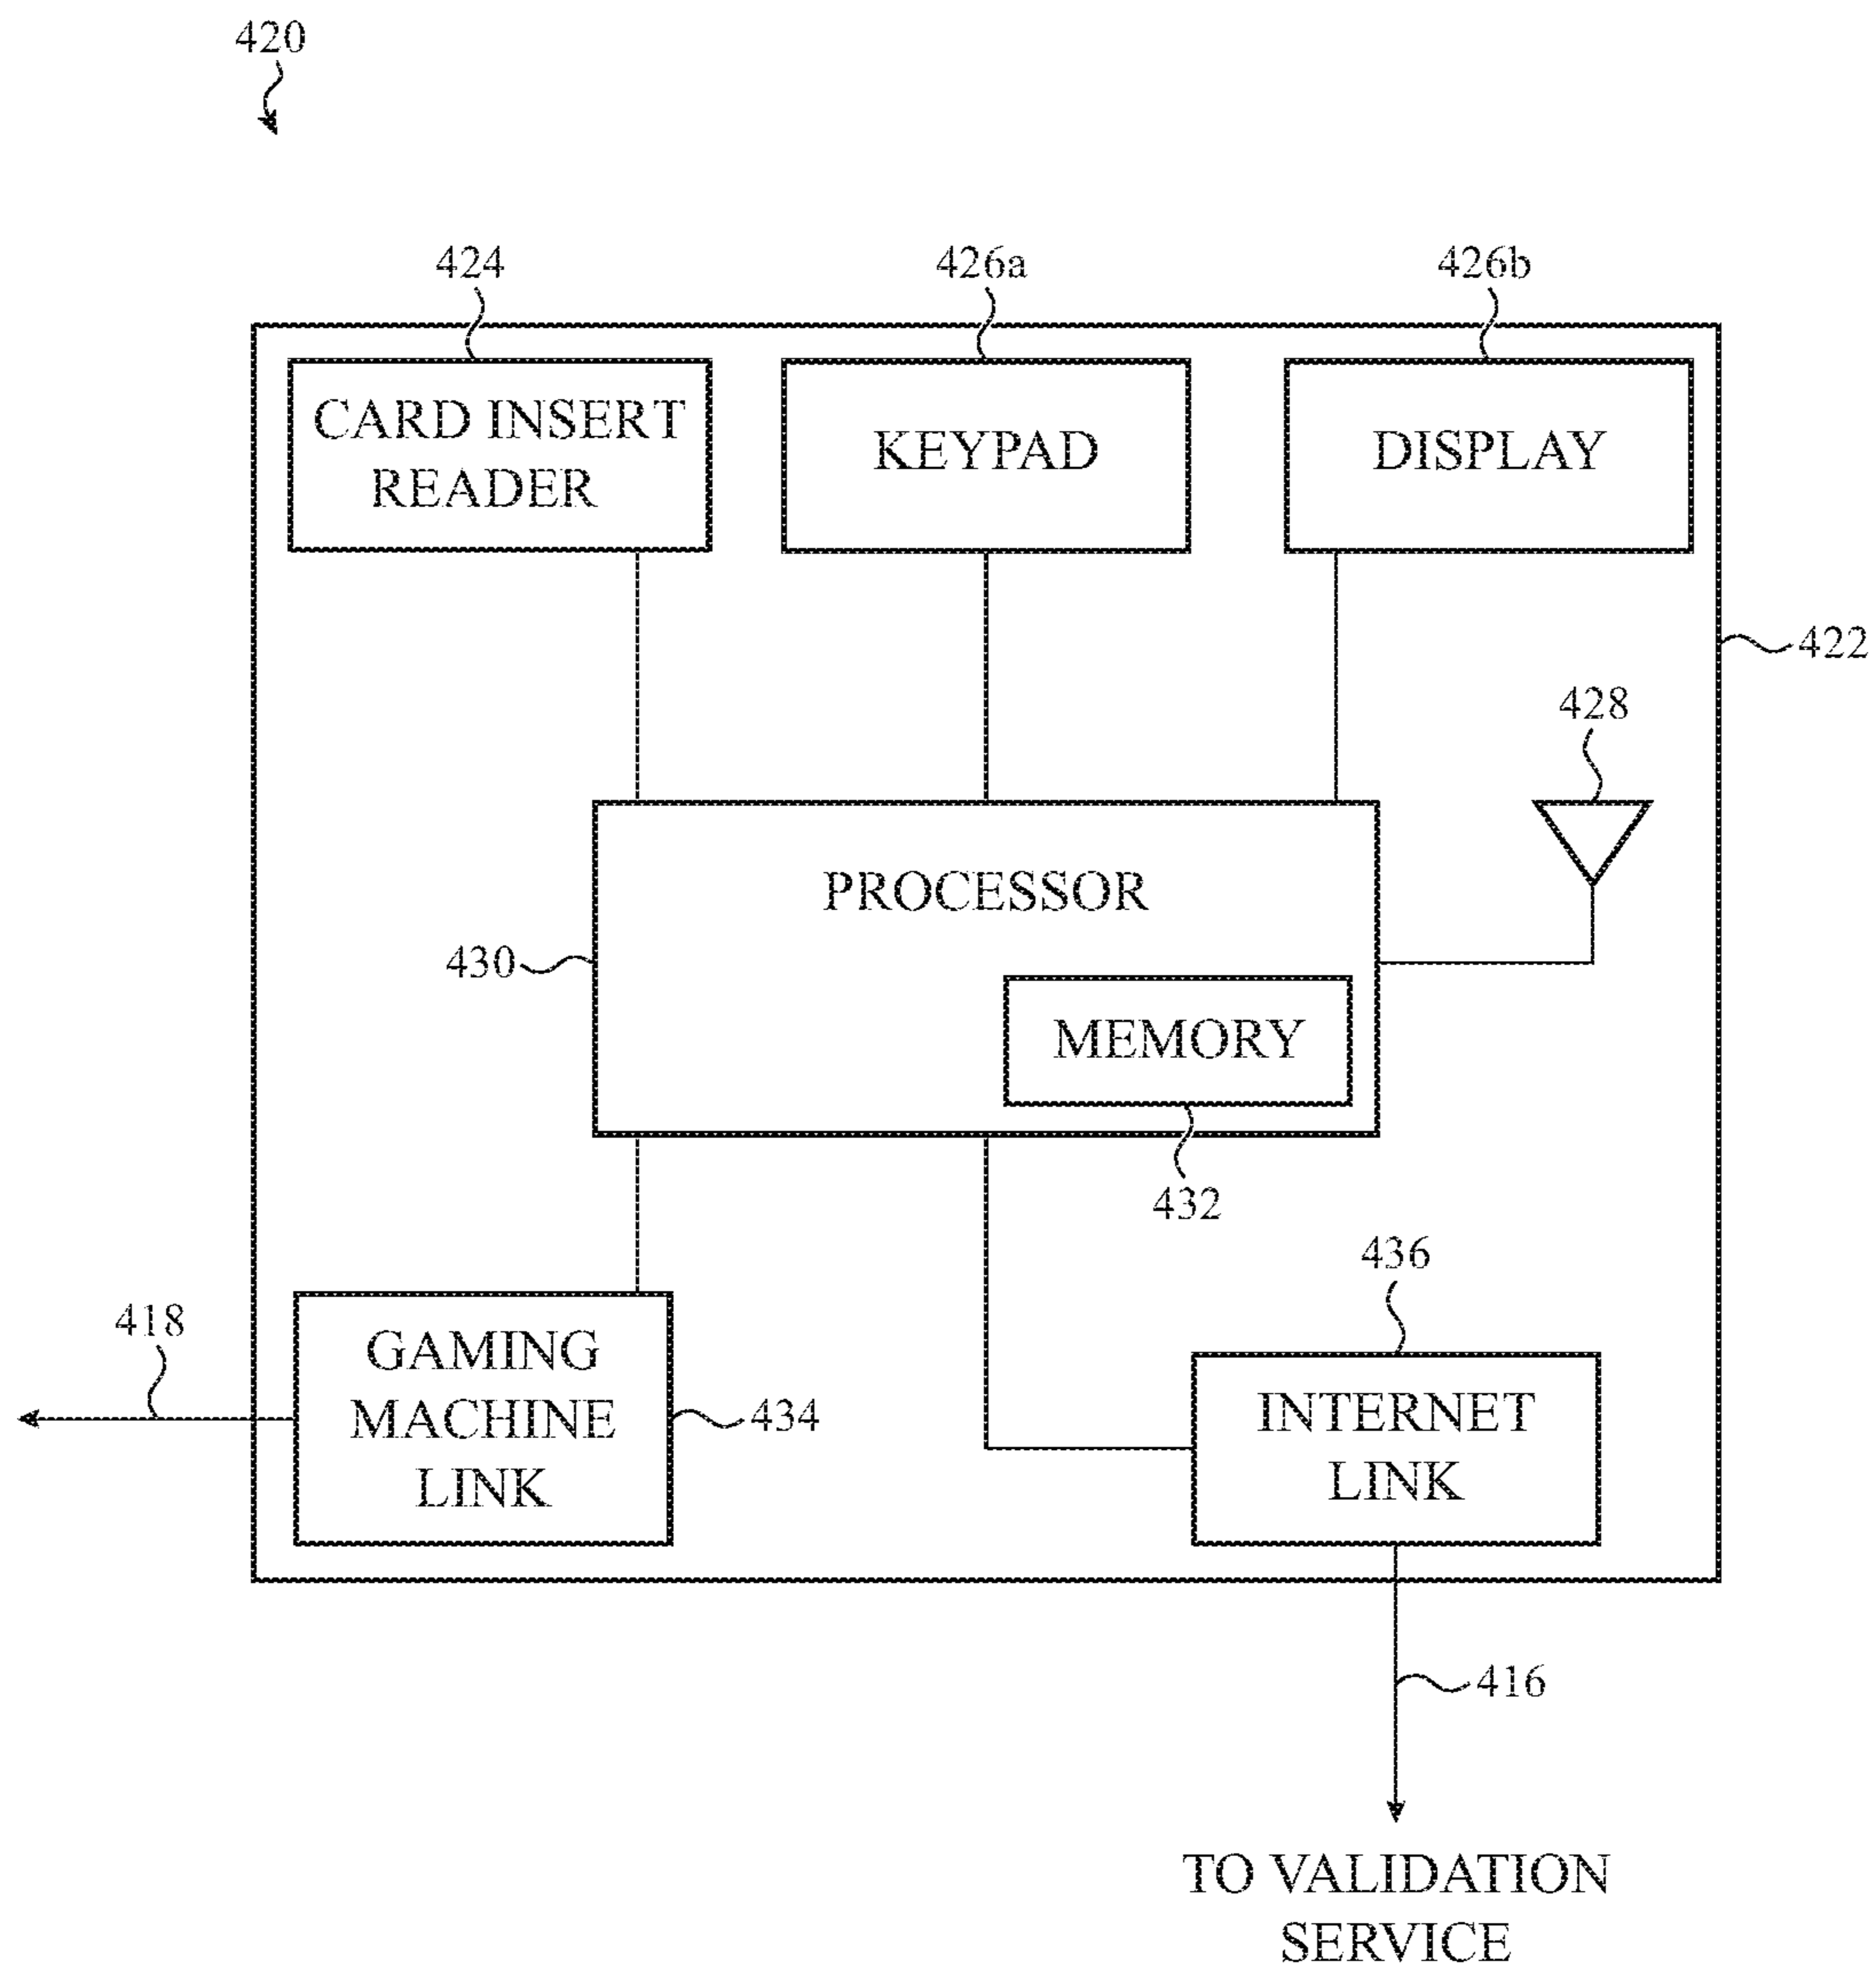 420
424
426a
426b
CARD INSERT
READER
KEYPAD
DISPLAY
422
428
PROCESSOR
430
MEMORY
432
436
418
GAMING
MACHINE
LINK
434
INTERNET
LINK
416
TO VALIDATION
SERVICE